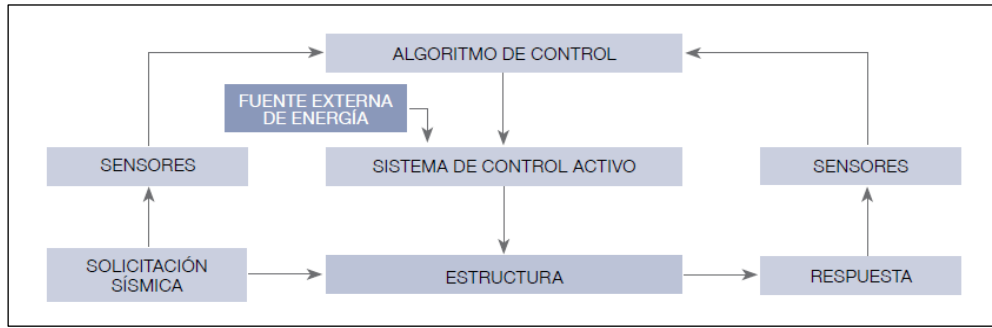 ALGORITMO DE CONTROL
FUENTE EXTERNA
DE ENERGÍA
SENSORES
SISTEMA DE CONTROL ACTIVO
SENSORES
SOLICITACIÓN
SÍSMICA
ESTRUCTURA
RESPUESTA